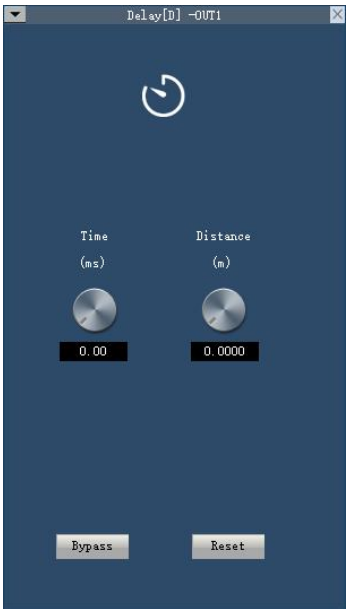 Delay[D] -OUT1
Time
(ms)
Distance
(m)
0.00
0.0000
Bypass
Reset